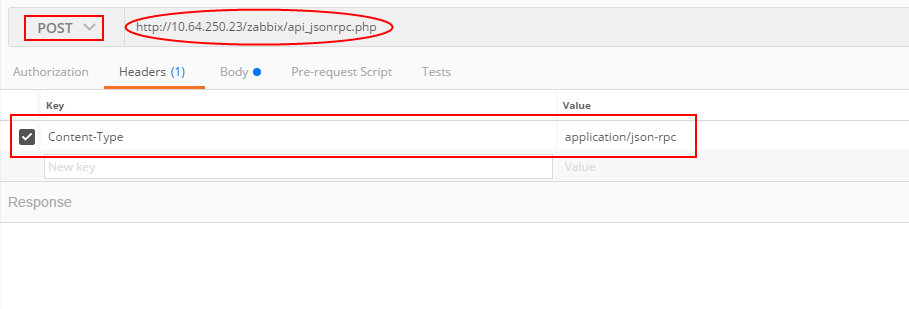 POST http://10.64.250.23/zabbix/api_jsonrpc.php
Authorization Headers (1) Body Pre-request Script Tests
Key Value
Content-Type application/json-rpc
New key Value
Response